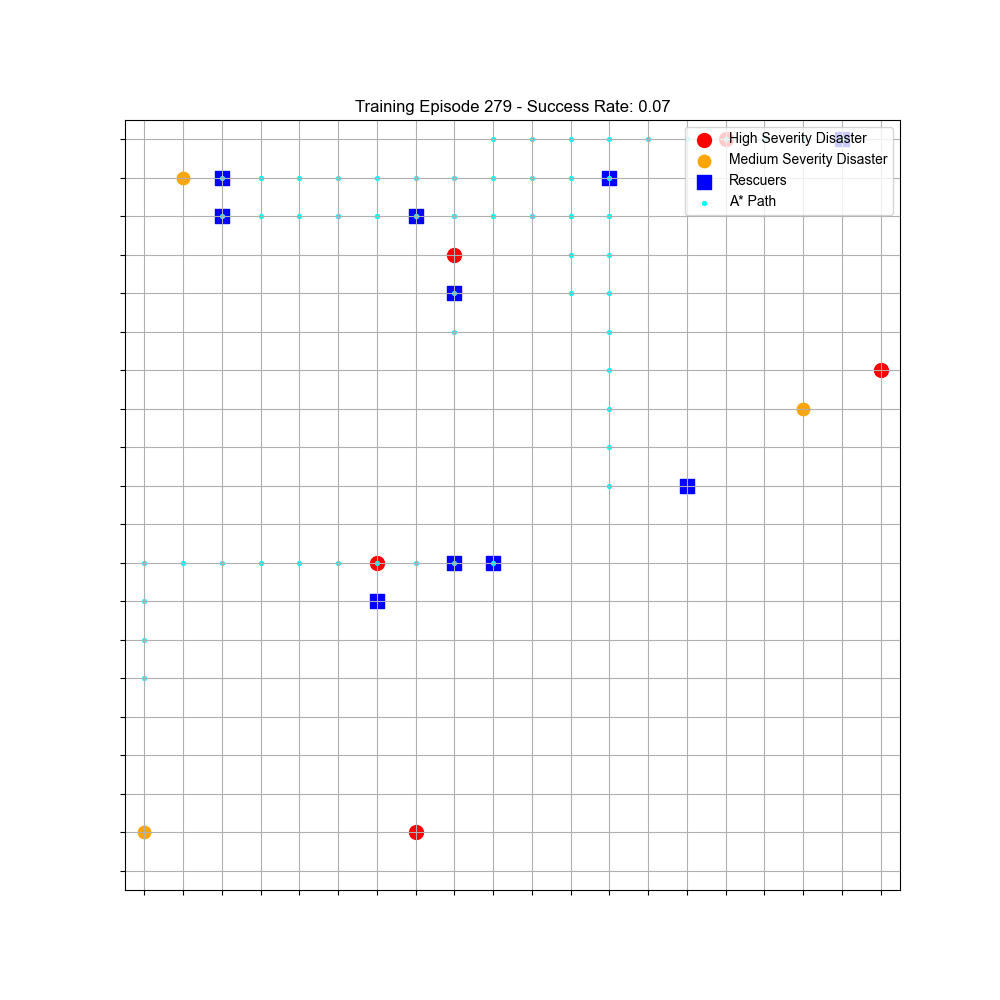 Training Episode 279 - Success Rate: 0.07
High Severity Disaster
Medium Severity Disaster
Rescuers
A* Path